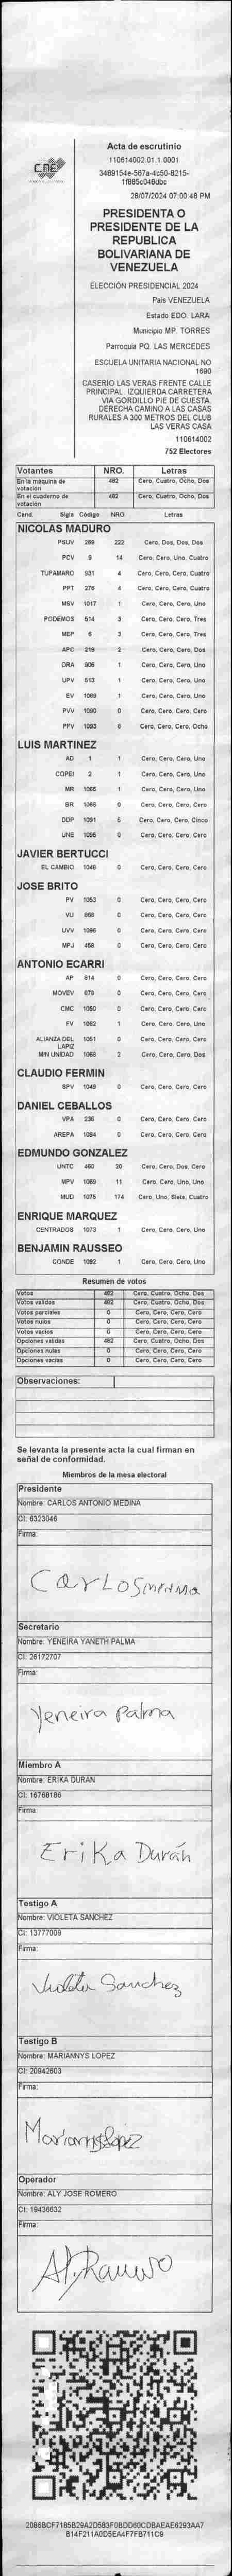 CNE
Acta de escrutinio
110614002.01.1.0001
3489154e-567a-4c50-8215-
1f885c048dbc
28/07/2024 07:00:48 PM
PRESIDENTA O
PRESIDENTE DE LA
REPUBLICA
BOLIVARIANA DE
VENEZUELA
ELECCIÓN PRESIDENCIAL 2024
País VENEZUELA
Estado EDO. LARA
Municipio MP. TORRES
Parroquia PQ. LAS MERCEDES
ESCUELA UNITARIA NACIONAL NO
1690
CASERIO LAS VERAS FRENTE CALLE
PRINCIPAL. IZQUIERDA CARRETERA
VIA GORDILLO PIE DE CUESTA.
DERECHA CAMINO A LAS CASAS
RURALES A 300 METROS DEL CLUB
LAS VERAS CASA
110614002
752 Electores
Votantes NRO. Letras
En la máquina de votación 482 Cero, Cuatro, Ocho, Dos
En el cuaderno de votación 482 Cero, Cuatro, Ocho, Dos
Cand. Sigla Código NRO Letras
NICOLAS MADURO
PSUV 289 222 Cero, Dos, Dos, Dos
PCV 9 14 Cero, Cero, Uno, Cuatro
TUPAMARO 931 4 Cero, Cero, Cero, Cuatro
PPT 276 4 Cero, Cero, Cero, Cuatro
MSV 1017 1 Cero, Cero, Cero, Uno
PODEMOS 514 3 Cero, Cero, Cero, Tres
MEP 6 3 Cero, Cero, Cero, Tres
APC 219 2 Cero, Cero, Cero, Dos
ORA 906 1 Cero, Cero, Cero, Uno
UPV 513 1 Cero, Cero, Cero, Uno
EV 1089 1 Cero, Cero, Cero, Uno
PVV 1090 0 Cero, Cero, Cero, Cero
PFV 1093 8 Cero, Cero, Cero, Ocho
LUIS MARTINEZ
AD 1 1 Cero, Cero, Cero, Uno
COPEI 2 1 Cero, Cero, Cero, Uno
MR 1065 1 Cero, Cero, Cero, Uno
BR 1066 0 Cero, Cero, Cero, Cero
DDP 1091 5 Cero, Cero, Cero, Cinco
UNE 1095 0 Cero, Cero, Cero, Cero
JAVIER BERTUCCI
EL CAMBIO 1046 0 Cero, Cero, Cero, Cero
JOSE BRITO
PV 1053 0 Cero, Cero, Cero, Cero
VU 868 0 Cero, Cero, Cero, Cero
UVV 1096 0 Cero, Cero, Cero, Cero
MPJ 458 0 Cero, Cero, Cero, Cero
ANTONIO ECARRI
AP 914 0 Cero, Cero, Cero, Cero
MOVEV 979 0 Cero, Cero, Cero, Cero
CMC 1050 0 Cero, Cero, Cero, Cero
FV 1062 1 Cero, Cero, Cero, Uno
ALIANZA DEL LAPIZ 1051 0 Cero, Cero, Cero, Cero
MIN UNIDAD 1068 2 Cero, Cero, Cero, Dos
CLAUDIO FERMIN
SPV 1049 0 Cero, Cero, Cero, Cero
DANIEL CEBALLOS
VPA 236 0 Cero, Cero, Cero, Cero
AREPA 1084 0 Cero, Cero, Cero, Cero
EDMUNDO GONZALEZ
UNTC 460 20 Cero, Cero, Dos, Cero
MPV 1069 11 Cero, Cero, Uno, Uno
MUD 1075 174 Cero, Uno, Siete, Cuatro
ENRIQUE MARQUEZ
CENTRADOS 1073 1 Cero, Cero, Cero, Uno
BENJAMIN RAUSSEO
CONDE 1092 1 Cero, Cero, Cero, Uno
Resumen de votos
Votos 482 Cero, Cuatro, Ocho, Dos
Votos validos 482 Cero, Cuatro, Ocho, Dos
Votos parciales 0 Cero, Cero, Cero, Cero
Votos nulos 0 Cero, Cero, Cero, Cero
Votos vacios 0 Cero, Cero, Cero, Cero
Opciones validas 482 Cero, Cuatro, Ocho, Dos
Opciones nulas 0 Cero, Cero, Cero, Cero
Opciones vacias 0 Cero, Cero, Cero, Cero
Observaciones:
Se levanta la presente acta la cual firman en
señal de conformidad.
Miembros de la mesa electoral
Presidente
Nombre: CARLOS ANTONIO MEDINA
CI: 6323046
Firma:
Carlos Medina
Secretario
Nombre: YENEIRA YANETH PALMA
CI: 26172707
Firma:
Yeneira Palma
Miembro A
Nombre: ERIKA DURAN
CI: 16768186
Firma:
Erika Durán
Testigo A
Nombre: VIOLETA SANCHEZ
CI: 13777009
Firma:
Violeta Sanchez
Testigo B
Nombre: MARIANNYS LOPEZ
CI: 20942603
Firma:
Mariannys López
Operador
Nombre: ALY JOSE ROMERO
CI: 19436632
Firma:
2086BCF7185B29A2D583F0BDD60CDBAEAE6293AA7
B14F211A0D5EA4F7FB711C9